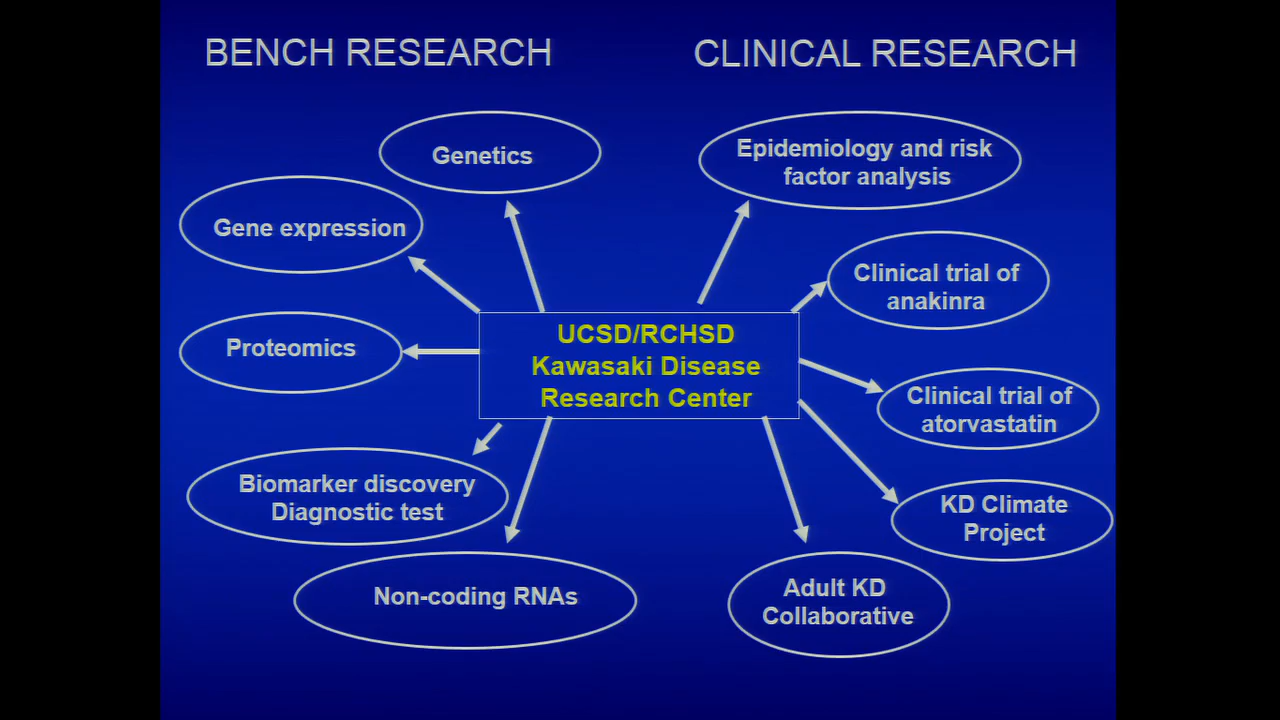 BENCH RESEARCH
CLINICAL RESEARCH
Genetics
Epidemiology and risk
factor analysis
Gene expression
Clinical trial of
anakinra
Proteomics
UCSD/RCHSD
Kawasaki Disease
Research Center
Clinical trial of
atorvastatin
Biomarker discovery
Diagnostic test
KD Climate
Project
Non-coding RNAs
Adult KD
Collaborative